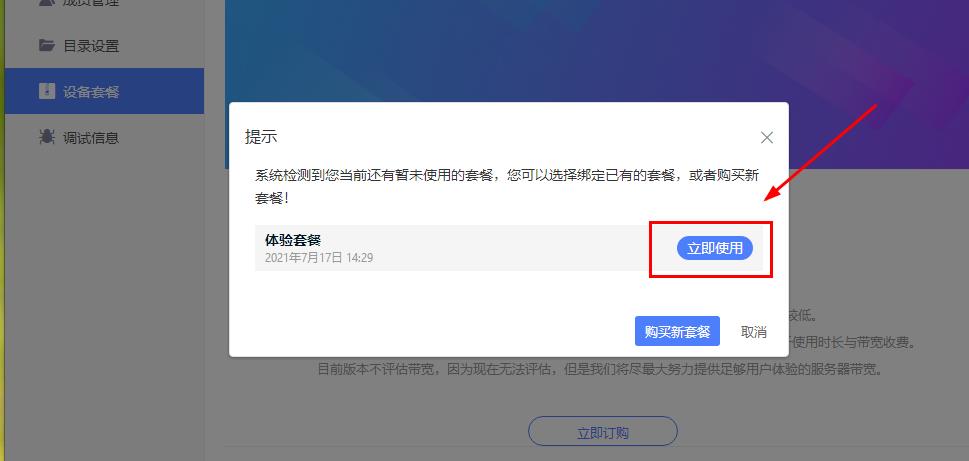 成员管理
目录设置
设备套餐
调试信息
提示
系统检测到您当前还有暂未使用的套餐，您可以选择绑定已有的套餐，或者购买新
套餐！
体验套餐
2021年7月17日 14:29
立即使用
购买新套餐
取消
较低。
使用时长与带宽收费。
目前版本不评估带宽，因为现在无法评估，但是我们将尽最大努力提供足够用户体验的服务器带宽。
立即订购